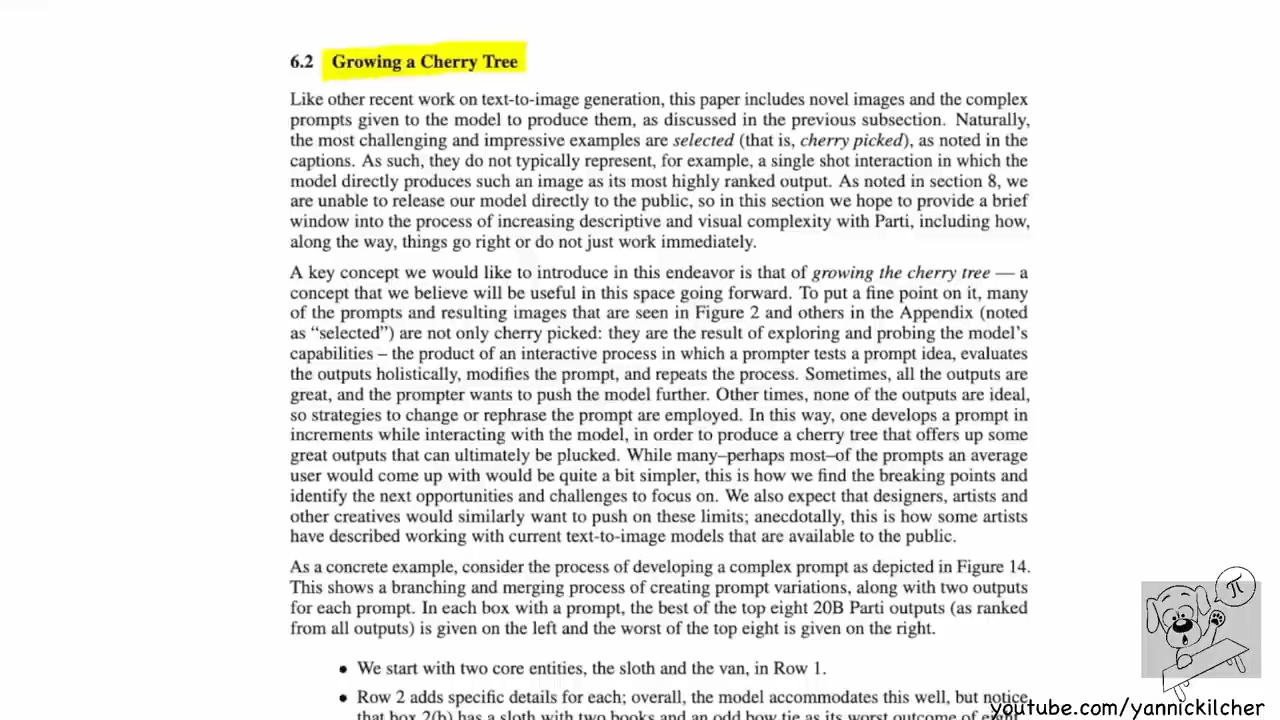 6.2 Growing a Cherry Tree
Like other recent work on text-to-image generation, this paper includes novel images and the complex
prompts given to the model to produce them, as discussed in the previous subsection. Naturally,
the most challenging and impressive examples are selected (that is, cherry picked), as noted in the
captions. As such, they do not typically represent, for example, a single shot interaction in which the
model directly produces such an image as its most highly ranked output. As noted in section 8, we
are unable to release our model directly to the public, so in this section we hope to provide a brief
window into the process of increasing descriptive and visual complexity with Parti, including how,
along the way, things go right or do not just work immediately.
A key concept we would like to introduce in this endeavor is that of growing the cherry tree — a
concept that we believe will be useful in this space going forward. To put a fine point on it, many
of the prompts and resulting images that are seen in Figure 2 and others in the Appendix (noted
as “selected”) are not only cherry picked: they are the result of exploring and probing the model’s
capabilities – the product of an interactive process in which a prompter tests a prompt idea, evaluates
the outputs holistically, modifies the prompt, and repeats the process. Sometimes, all the outputs are
great, and the prompter wants to push the model further. Other times, none of the outputs are ideal,
so strategies to change or rephrase the prompt are employed. In this way, one develops a prompt in
increments while interacting with the model, in order to produce a cherry tree that offers up some
great outputs that can ultimately be plucked. While many–perhaps most–of the prompts an average
user would come up with would be quite a bit simpler, this is how we find the breaking points and
identify the next opportunities and challenges to focus on. We also expect that designers, artists and
other creatives would similarly want to push on these limits; anecdotally, this is how some artists
have described working with current text-to-image models that are available to the public.
As a concrete example, consider the process of developing a complex prompt as depicted in Figure 14.
This shows a branching and merging process of creating prompt variations, along with two outputs
for each prompt. In each box with a prompt, the best of the top eight 20B Parti outputs (as ranked
from all outputs) is given on the left and the worst of the top eight is given on the right.
• We start with two core entities, the sloth and the van, in Row 1.
• Row 2 adds specific details for each; overall, the model accommodates this well, but notice
that box 2(b) has a sloth with two books and an odd bow tie as its worst outcome of eight
π
youtube.com/yannickilcher